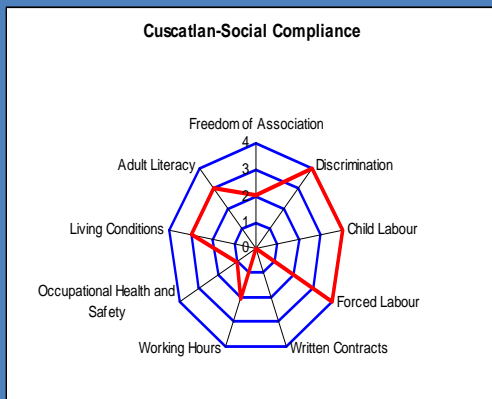 Cuscatlan-Social Compliance
Freedom of Association
4
Adult Literacy
Discrimination
3
2
Living Conditions
1
Child Labour
0
Occupational Health and
Safety
Forced Labour
Working Hours
Written Contracts